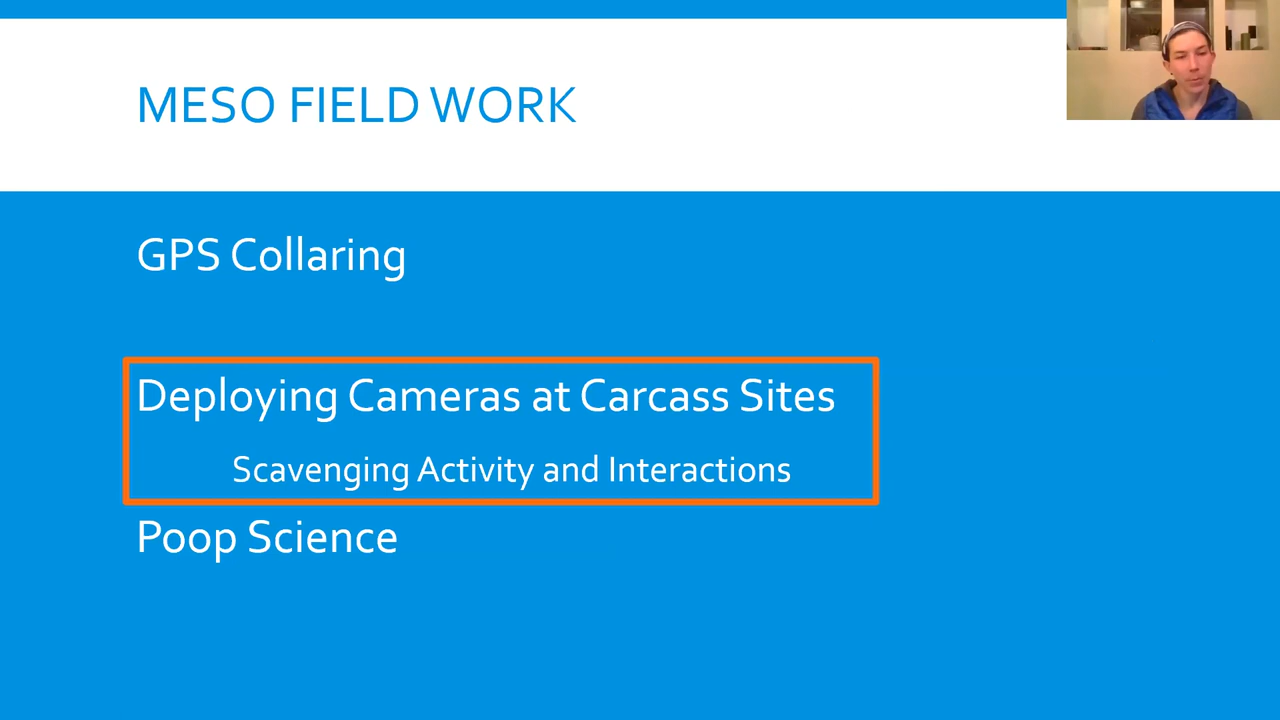 MESO FIELD WORK
GPS Collaring
Deploying Cameras at Carcass Sites
Scavenging Activity and Interactions
Poop Science